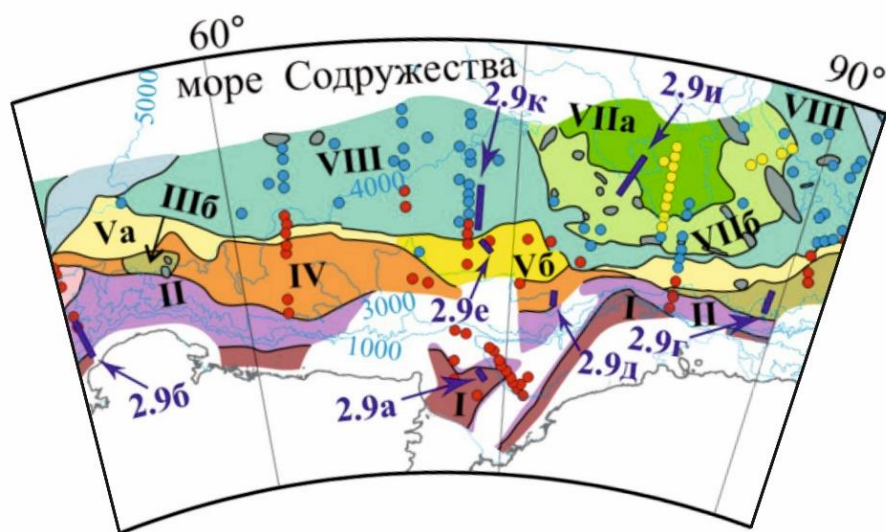 60°
90°
море Содружества
5000
2.9к
2.9и
VIIа
VIII
VIII
IIIб
4000
Vа
VIIб
IV
Vб
II
3000
2.9е
I
II
1000
2.9г
2.9д
2.9б
2.9а
I